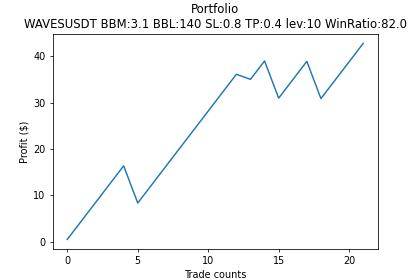 Portfolio
WAVESUSDT BBM:3.1 BBL:140 SL:0.8 TP:0.4 lev:10 WinRatio:82.0
Profit ($)
40
30
20
10
0
0 5 10 15 20
Trade counts